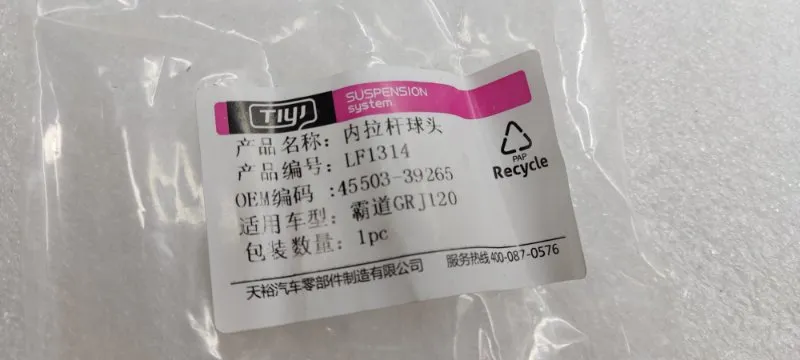 TIYI
SUSPENSION
system
产品名称：内拉杆球头
产品编号：LF1314
OEM编码 :45503-39265
适用车型：霸道GRJ120
包装数量：1pc
PAP
Recycle
天裕汽车零部件制造有限公司 服务热线400-087-0576